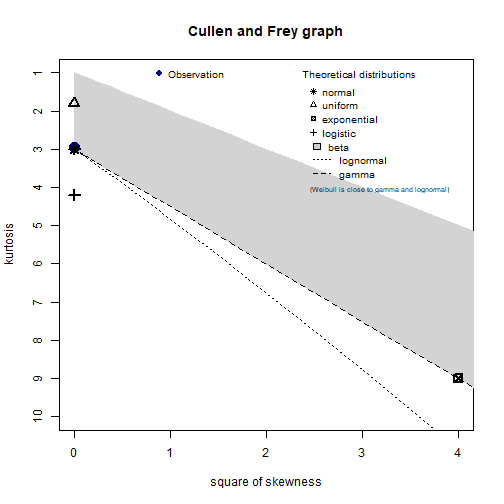 Cullen and Frey graph
Observation
Theoretical distributions
normal
uniform
exponential
logistic
beta
lognormal
gamma
(Weibull is close to gamma and lognormal)
kurtosis
1
2
3
4
5
6
7
8
9
10
0 1 2 3 4
square of skewness